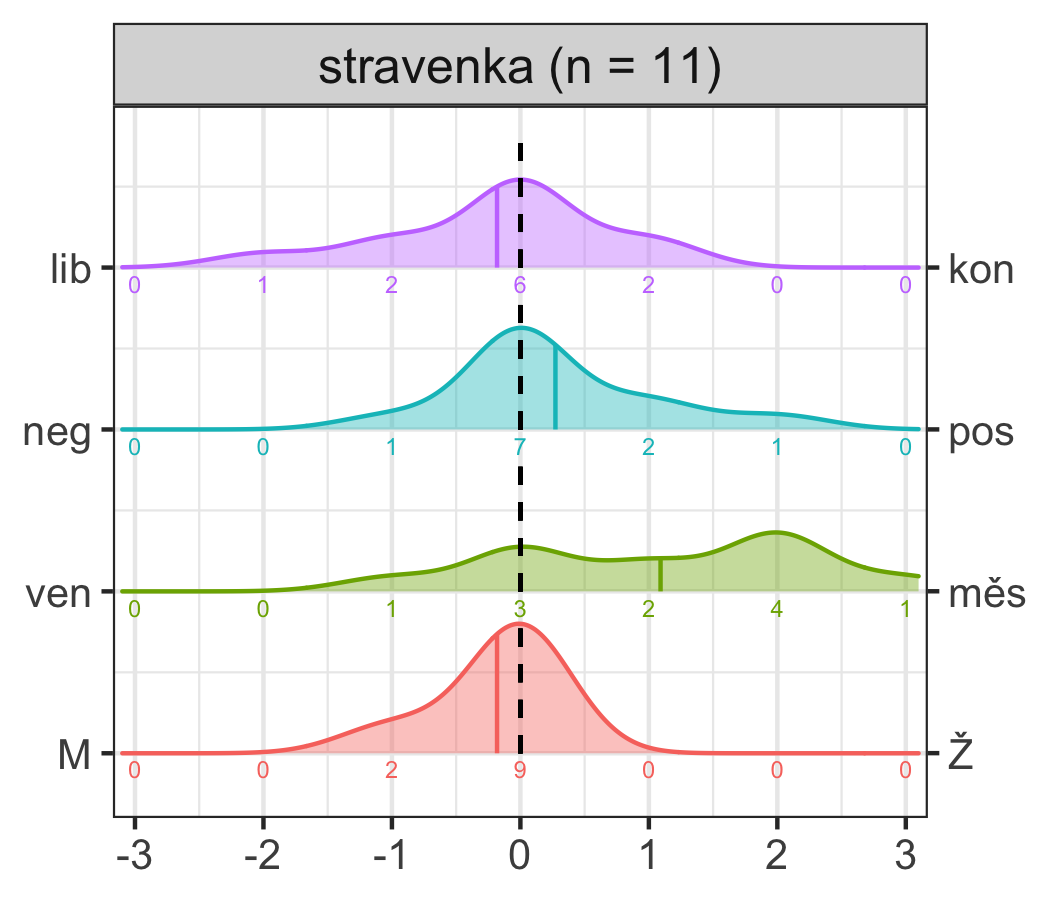 stravenka (n = 11)
lib kon
0 1 2 6 2 0 0
neg pos
0 0 1 7 2 1 0
ven měs
0 0 1 3 2 4 1
M Ž
0 0 2 9 0 0 0
-3 -2 -1 0 1 2 3